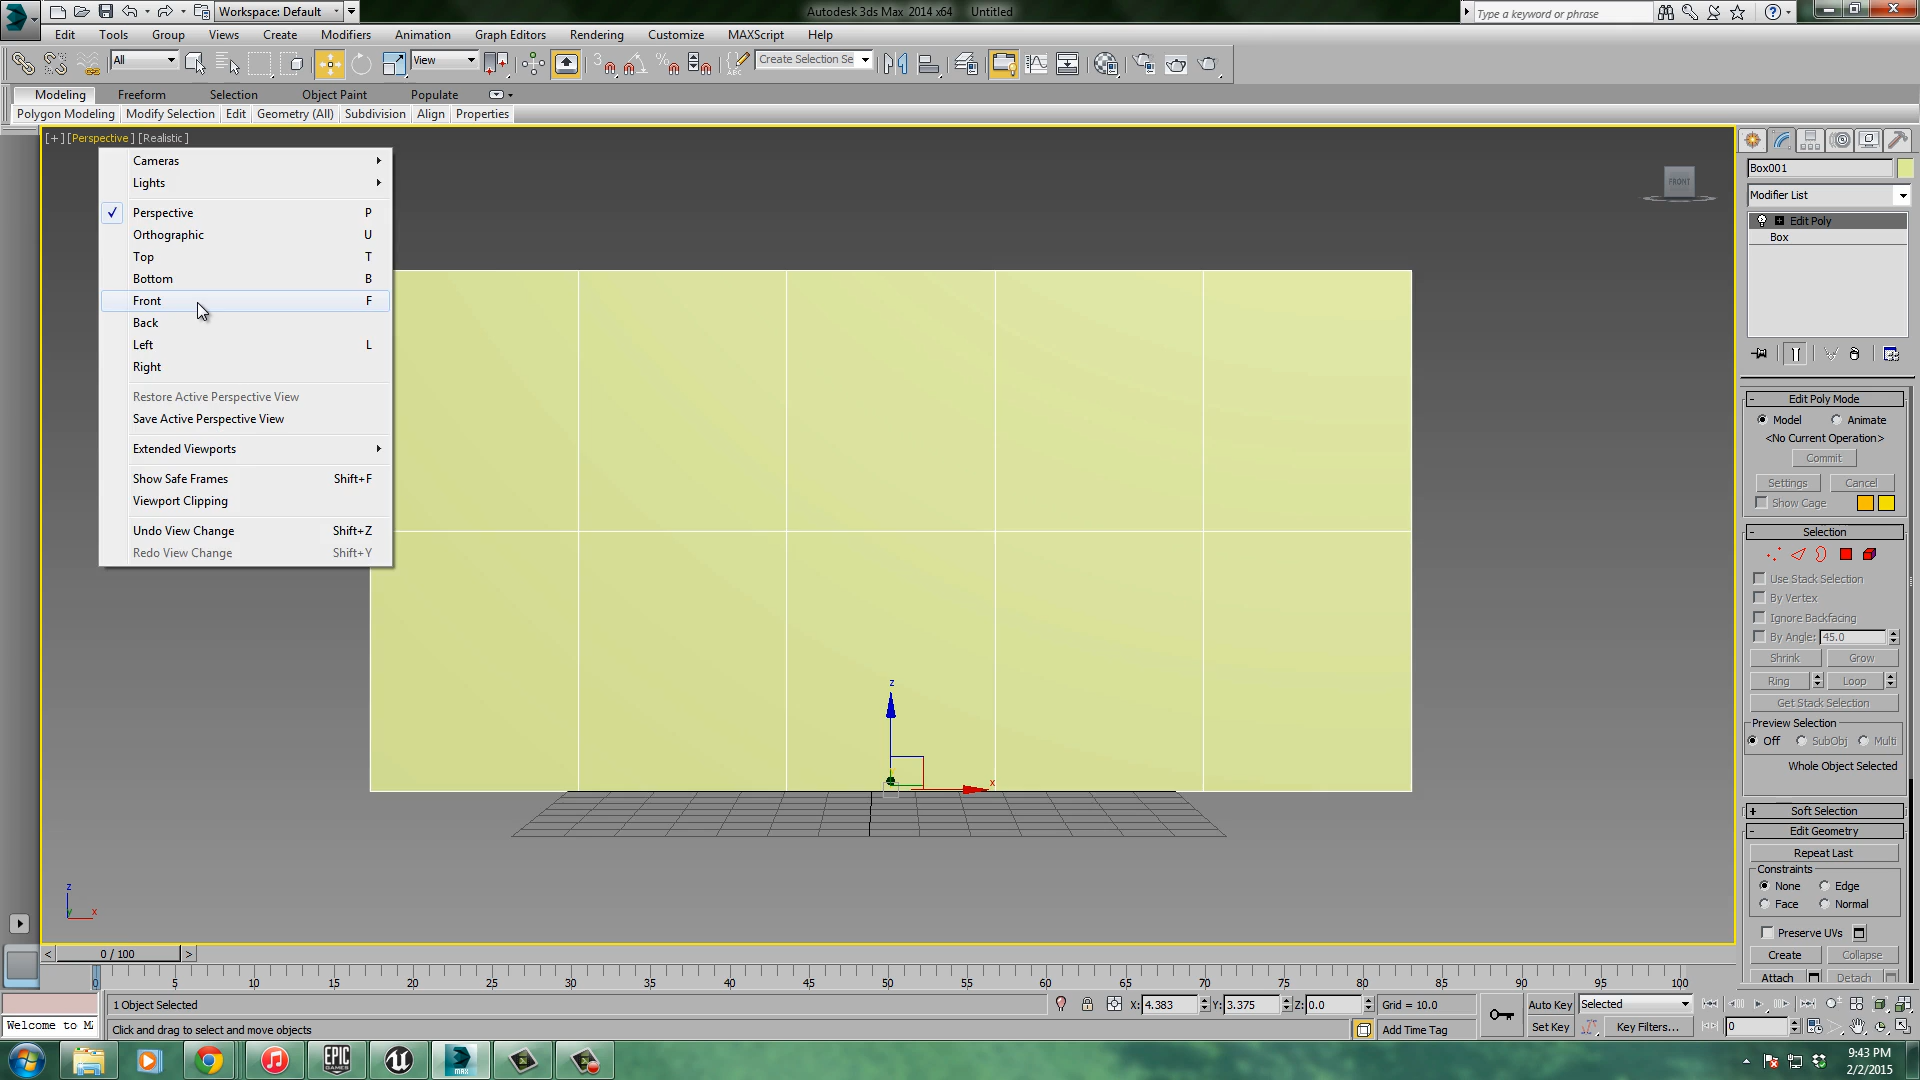 Workspace: Default
Autodesk 3ds Max 2014 x64 Untitled
Type a keyword or phrase
Edit Tools Group Views Create Modifiers Animation Graph Editors Rendering Customize MAXScript Help
All
View
3
ABC
Create Selection Se
Modeling Freeform Selection Object Paint Populate
Polygon Modeling Modify Selection Edit Geometry (All) Subdivision Align Properties
[+] [Perspective] [Realistic]
Cameras
Lights
Perspective P
Orthographic U
Top T
Bottom B
Front F
Back
Left L
Right
Restore Active Perspective View
Save Active Perspective View
Extended Viewports
Show Safe Frames Shift+F
Viewport Clipping
Undo View Change Shift+Z
Redo View Change Shift+Y
FRONT
z
x
z
y x
Box001
Modifier List
Edit Poly
Box
- Edit Poly Mode
Model Animate
<No Current Operation>
Commit
Settings Cancel
Show Cage
- Selection
Use Stack Selection
By Vertex
Ignore Backfacing
By Angle: 45.0
Shrink Grow
Ring Loop
Get Stack Selection
Preview Selection
Off SubObj Multi
Whole Object Selected
+ Soft Selection
- Edit Geometry
Repeat Last
Constraints
None Edge
Face Normal
Preserve UVs
Create Collapse
Attach Detach
< 0 / 100 >
0 5 10 15 20 25 30 35 40 45 50 55 60 65 70 75 80 85 90 95 100
1 Object Selected
X: 4.383 Y: 3.375 Z: 0.0 Grid = 10.0
Auto Key Selected
Welcome to MA
Click and drag to select and move objects
Add Time Tag
Set Key Key Filters... 0
EPIC GAMES
MAX
9:43 PM
2/2/2015